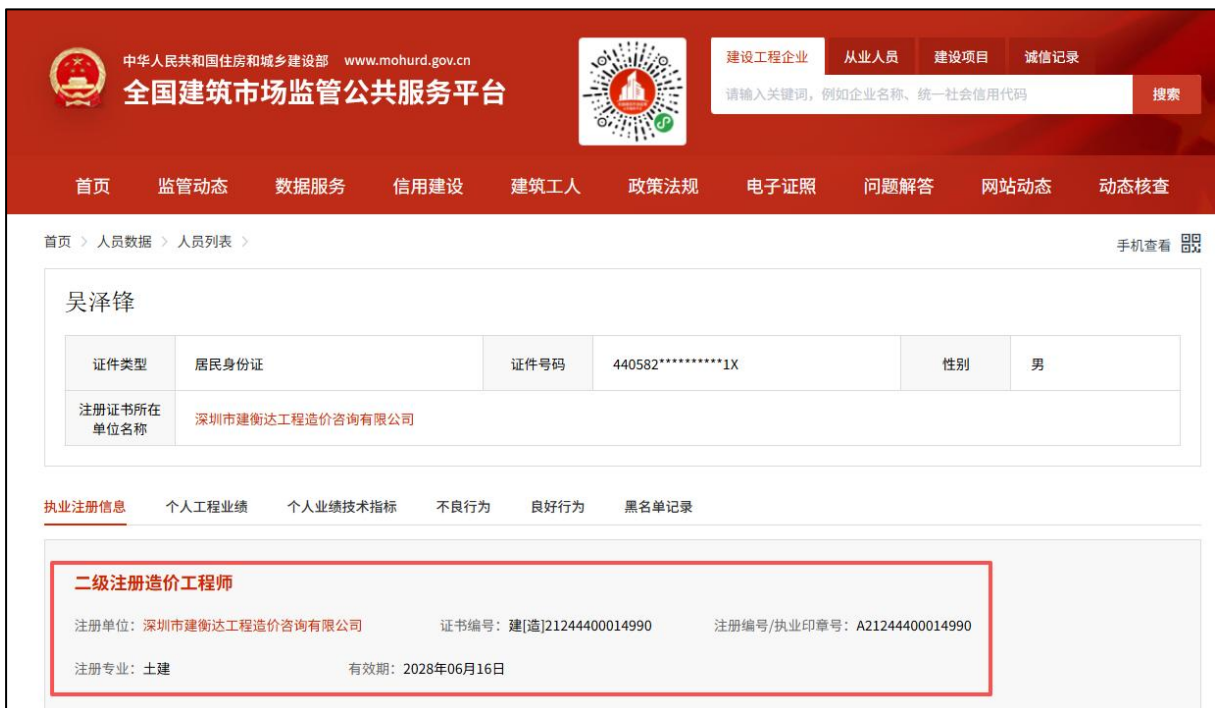 中华人民共和国住房和城乡建设部 www.mohurd.gov.cn
全国建筑市场监管公共服务平台
建设工程企业 从业人员 建设项目 诚信记录
请输入关键词，例如企业名称、统一社会信用代码 搜索
首页 监管动态 数据服务 信用建设 建筑工人 政策法规 电子证照 问题解答 网站动态 动态核查
首页 > 人员数据 > 人员列表 >
手机查看
吴泽锋
证件类型 居民身份证 证件号码 440582**********1X 性别 男
注册证书所在
单位名称
深圳市建衡达工程造价咨询有限公司
执业注册信息 个人工程业绩 个人业绩技术指标 不良行为 良好行为 黑名单记录
二级注册造价工程师
注册单位：深圳市建衡达工程造价咨询有限公司 证书编号：建[造]21244400014990 注册编号/执业印章号：A21244400014990
注册专业：土建 有效期：2028年06月16日